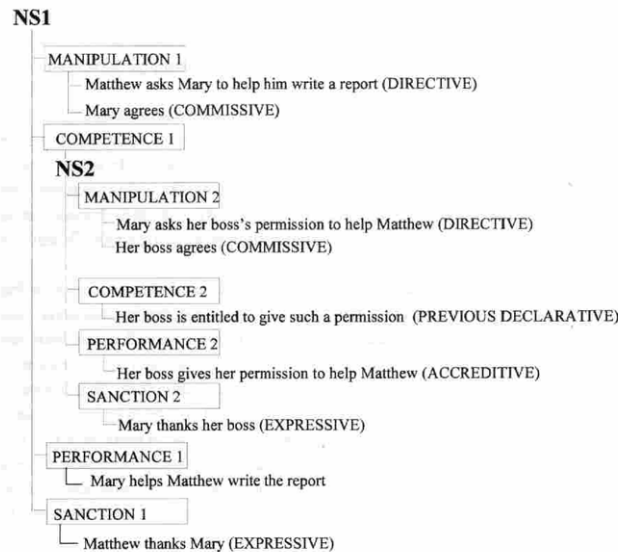 NS1
MANIPULATION 1
Matthew asks Mary to help him write a report (DIRECTIVE)
Mary agrees (COMMISSIVE)
COMPETENCE 1
NS2
MANIPULATION 2
Mary asks her boss's permission to help Matthew (DIRECTIVE)
Her boss agrees (COMMISSIVE)
COMPETENCE 2
Her boss is entitled to give such a permission (PREVIOUS DECLARATIVE)
PERFORMANCE 2
Her boss gives her permission to help Matthew (ACCREDITIVE)
SANCTION 2
Mary thanks her boss (EXPRESSIVE)
PERFORMANCE 1
Mary helps Matthew write the report
SANCTION 1
Matthew thanks Mary (EXPRESSIVE)